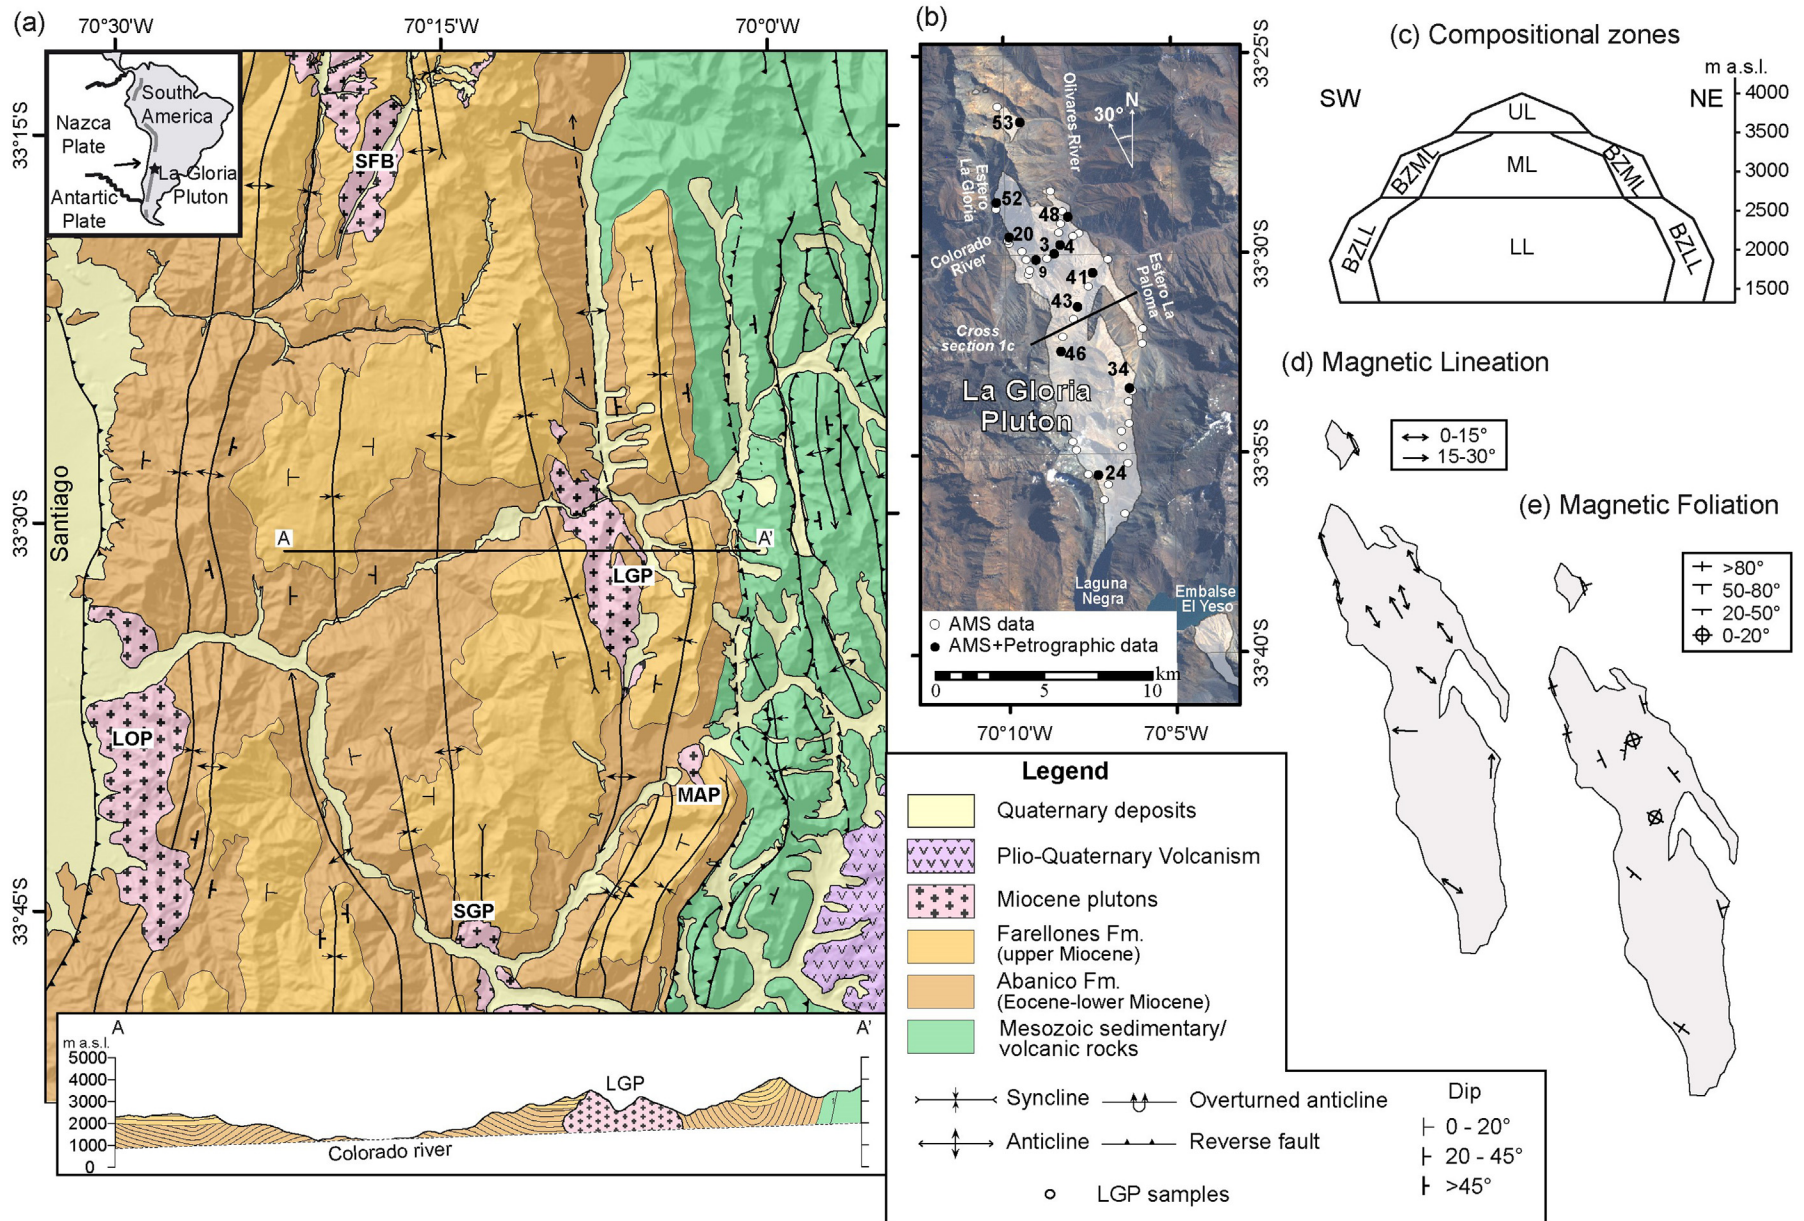 (a)
70°30'W
70°15'W
70°0'W
33°15'S
33°30'S
33°45'S
South
America
Nazca
Plate
La Gloria
Pluton
Antartic
Plate
SFB
Santiago
A
A'
LGP
LOP
MAP
SGP
A
A'
m a.s.l.
5000
4000
3000
2000
1000
0
LGP
Colorado river
(b)
33°25'S
33°30'S
33°35'S
33°40'S
70°10'W
70°5'W
Olivares River
N
30°
53
Estero
La Gloria
52
48
20
3
4
9
Colorado
River
41
Estero La
Paloma
43
Cross
section 1c
46
34
La Gloria
Pluton
24
Laguna
Negra
Embalse
El Yeso
AMS data
AMS+Petrographic data
km
0
5
10
(c) Compositional zones
m a.s.l.
SW
NE
4000
3500
3000
2500
2000
1500
UL
BZML
ML
BZML
BZLL
LL
BZLL
(d) Magnetic Lineation
0-15°
15-30°
(e) Magnetic Foliation
>80°
50-80°
20-50°
0-20°
Legend
Quaternary deposits
Plio-Quaternary Volcanism
Miocene plutons
Farellones Fm.
(upper Miocene)
Abanico Fm.
(Eocene-lower Miocene)
Mesozoic sedimentary/
volcanic rocks
Syncline
Overturned anticline
Anticline
Reverse fault
LGP samples
Dip
0 - 20°
20 - 45°
>45°